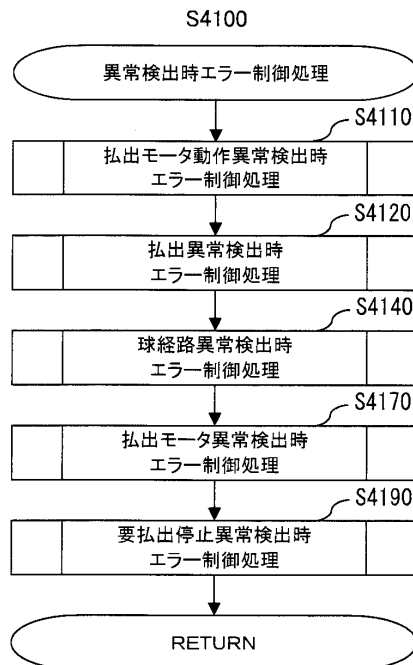 S4100
異常検出時エラー制御処理
S4110
払出モータ動作異常検出時
エラー制御処理
S4120
払出異常検出時
エラー制御処理
S4140
球経路異常検出時
エラー制御処理
S4170
払出モータ異常検出時
エラー制御処理
S4190
要払出停止異常検出時
エラー制御処理
RETURN